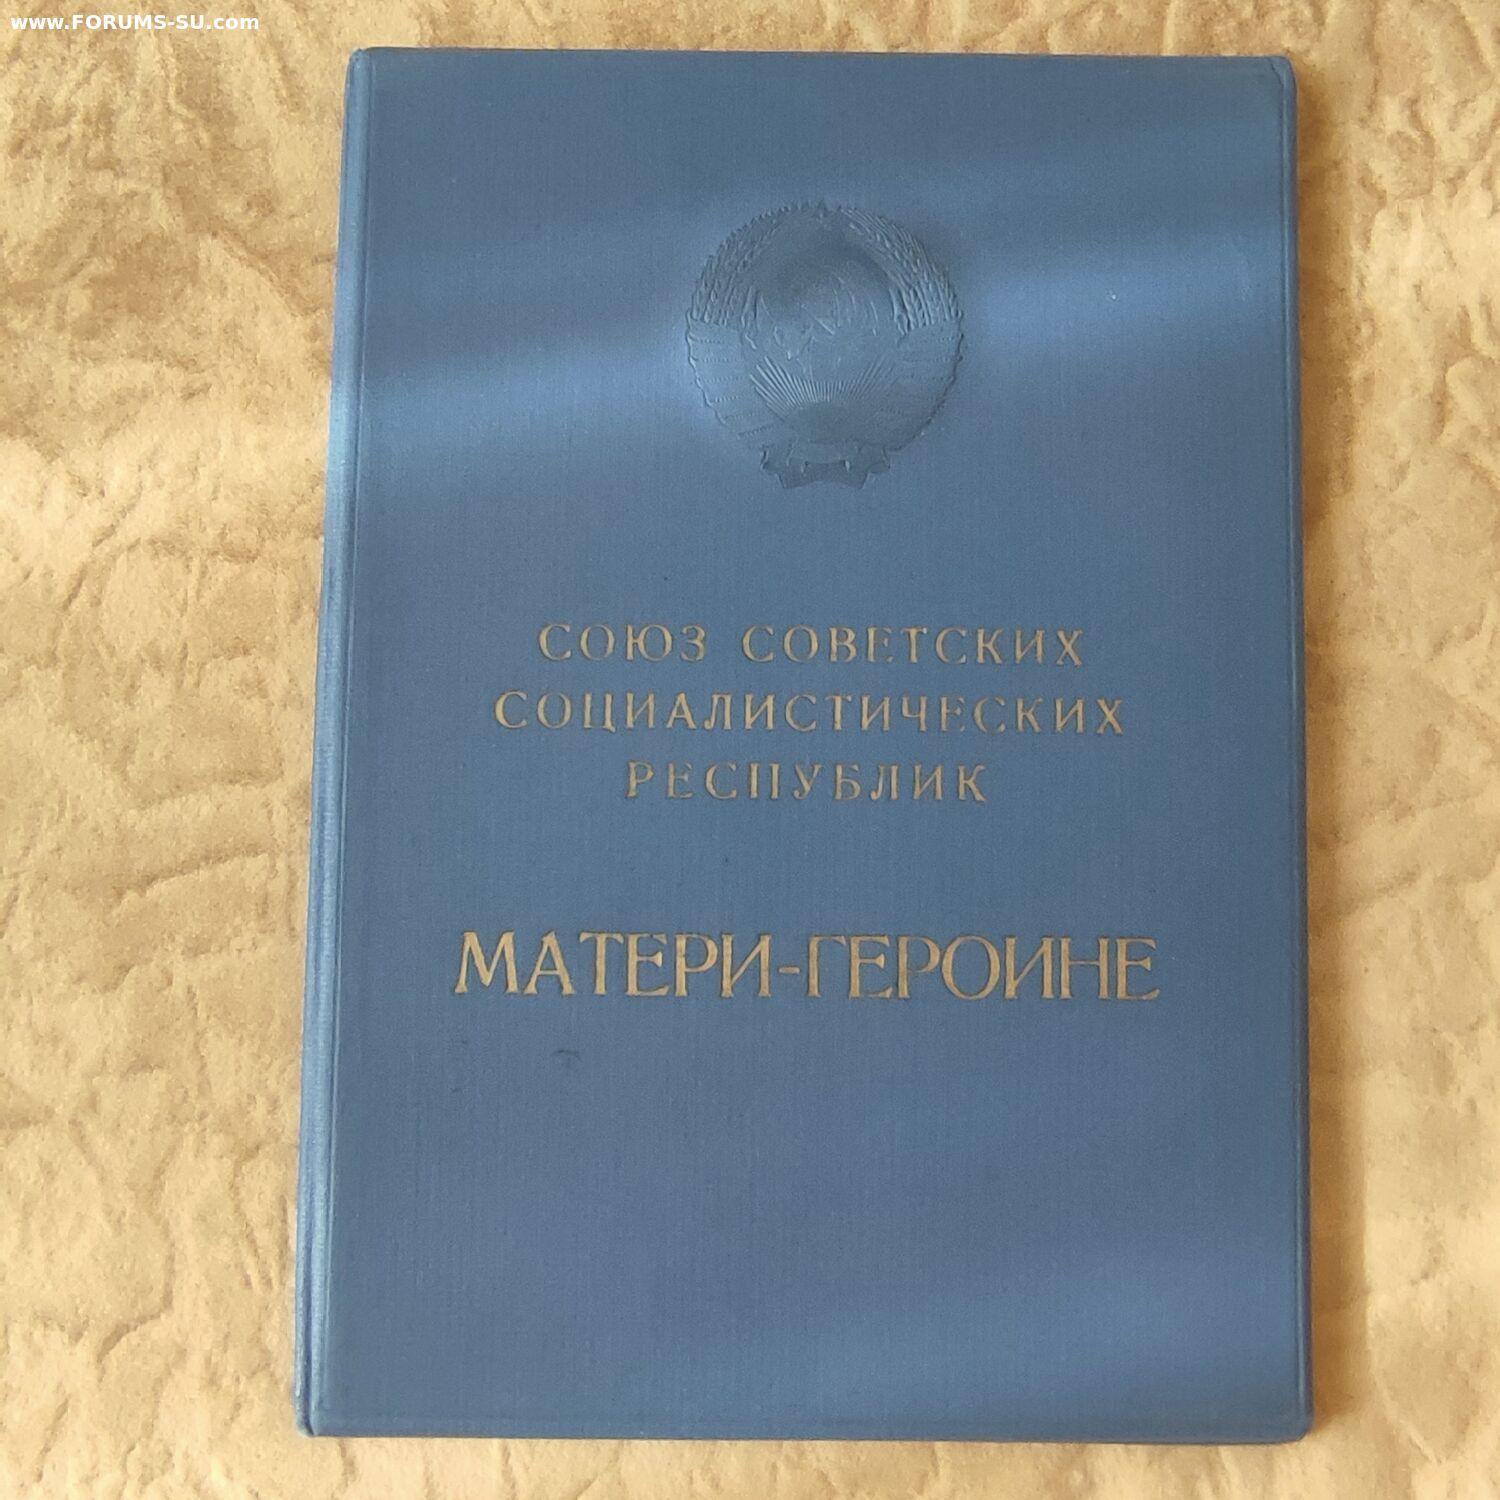 www.FORUMS-SU.com
СОЮЗ СОВЕТСКИХ
СОЦИАЛИСТИЧЕСКИХ
РЕСПУБЛИК
МАТЕРИ-ГЕРОИНЕ